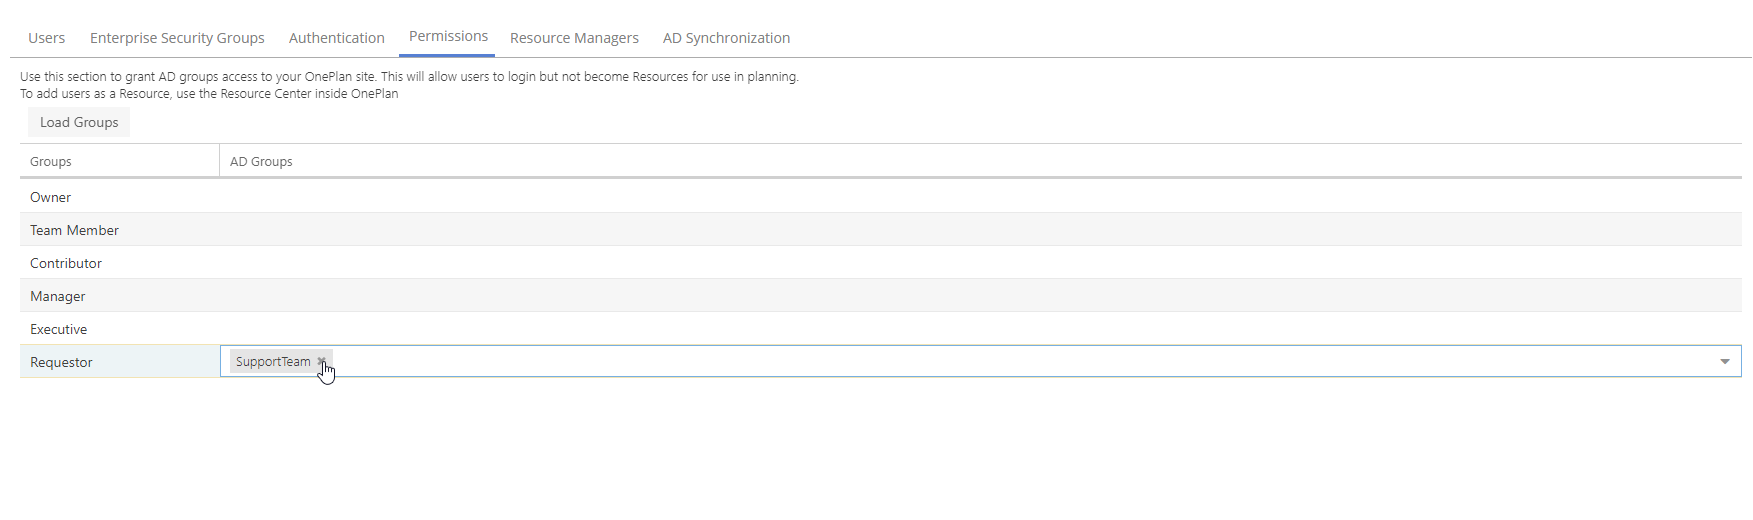 Users Enterprise Security Groups Authentication Permissions Resource Managers AD Synchronization
Use this section to grant AD groups access to your OnePlan site. This will allow users to login but not become Resources for use in planning.
To add users as a Resource, use the Resource Center inside OnePlan
Load Groups
Groups AD Groups
Owner
Team Member
Contributor
Manager
Executive
Requestor SupportTeam